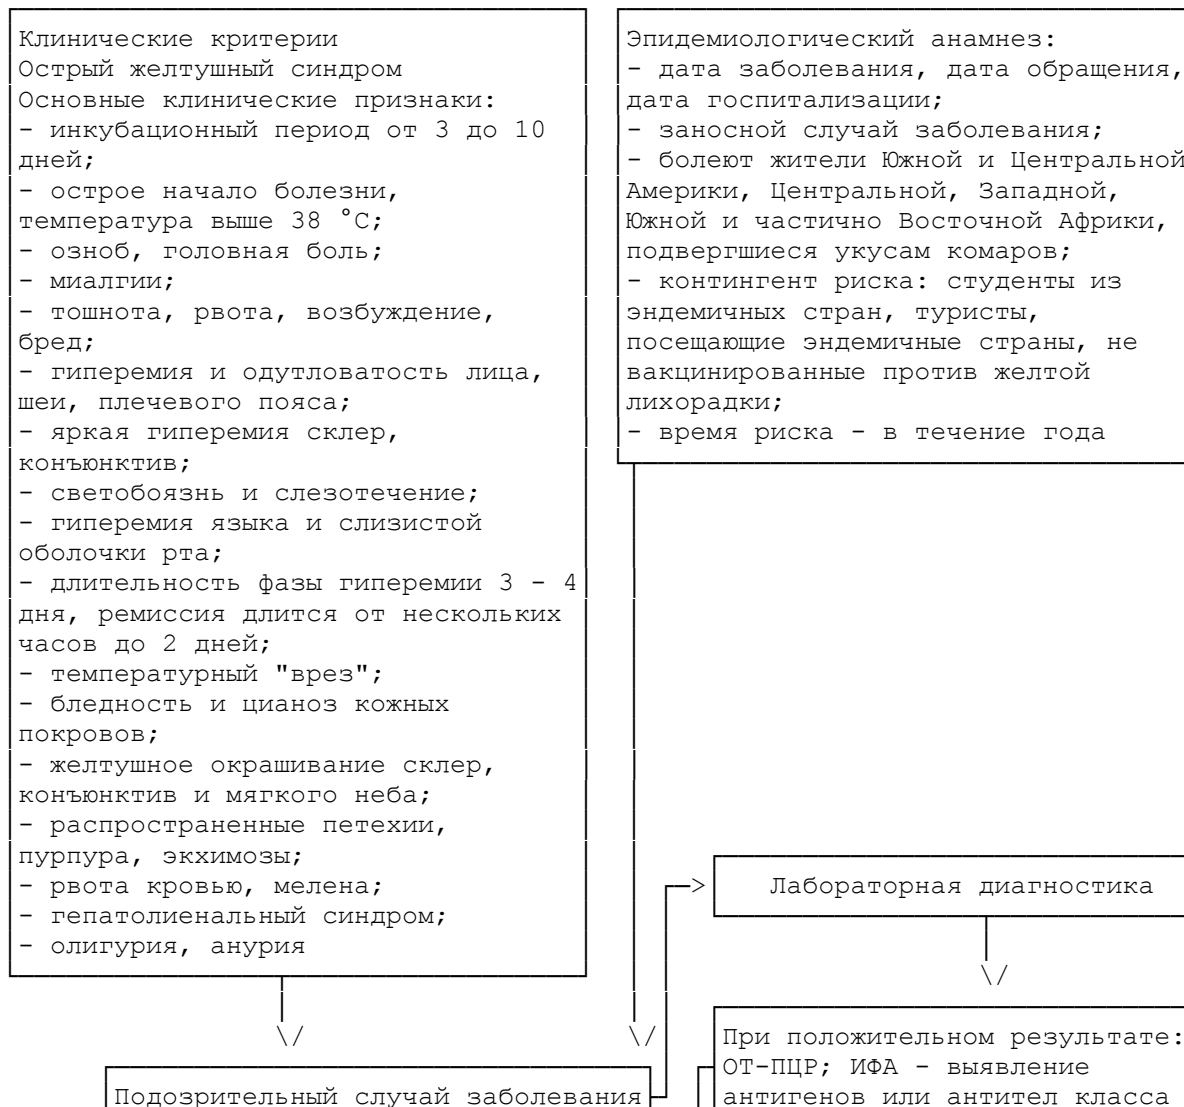 Клинические критерии
Острый желтушный синдром
Основные клинические признаки:
- инкубационный период от 3 до 10
дней;
- острое начало болезни,
температура выше 38 °C;
- озноб, головная боль;
- миалгии;
- тошнота, рвота, возбуждение,
бред;
- гиперемия и одутловатость лица,
шеи, плечевого пояса;
- яркая гиперемия склер,
конъюнктив;
- светобоязнь и слезотечение;
- гиперемия языка и слизистой
оболочки рта;
- длительность фазы гиперемии 3 - 4
дня, ремиссия длится от нескольких
часов до 2 дней;
- температурный "врез";
- бледность и цианоз кожных
покровов;
- желтушное окрашивание склер,
конъюнктив и мягкого неба;
- распространенные петехии,
пурпура, экхимозы;
- рвота кровью, мелена;
- гепатолиенальный синдром;
- олигурия, анурия
Эпидемиологический анамнез:
- дата заболевания, дата обращения,
дата госпитализации;
- заносной случай заболевания;
- болеют жители Южной и Центральной
Америки, Центральной, Западной,
Южной и частично Восточной Африки,
подвергшиеся укусам комаров;
- контингент риска: студенты из
эндемичных стран, туристы,
посещающие эндемичные страны, не
вакцинированные против желтой
лихорадки;
- время риска - в течение года
Лабораторная диагностика
При положительном результате:
ОТ-ПЦР; ИФА - выявление
антигенов или антител класса
Подозрительный случай заболевания